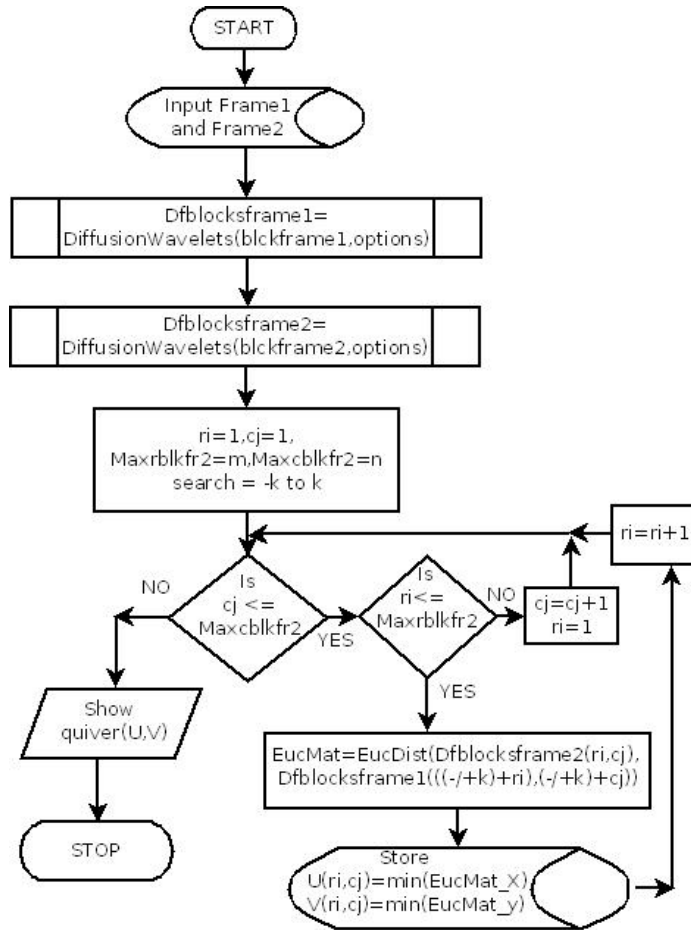 START
Input Frame1
and Frame2
Dfblocksframe1=
DiffusionWavelets(blckframe1,options)
Dfblocksframe2=
DiffusionWavelets(blckframe2,options)
ri=1,cj=1,
Maxrblkfr2=m,Maxcblkfr2=n
search = -k to k
ri=ri+1
NO
Is
cj <=
Maxcblkfr2
YES
Is
ri<=
Maxrblkfr2
NO
cj=cj+1
ri=1
YES
Show
quiver(U,V)
EucMat=EucDist(Dfblocksframe2(ri,cj),
Dfblocksframe1(((-/+k)+ri),(-/+k)+cj))
STOP
Store
U(ri,cj)=min(EucMat_X)
V(ri,cj)=min(EucMat_y)